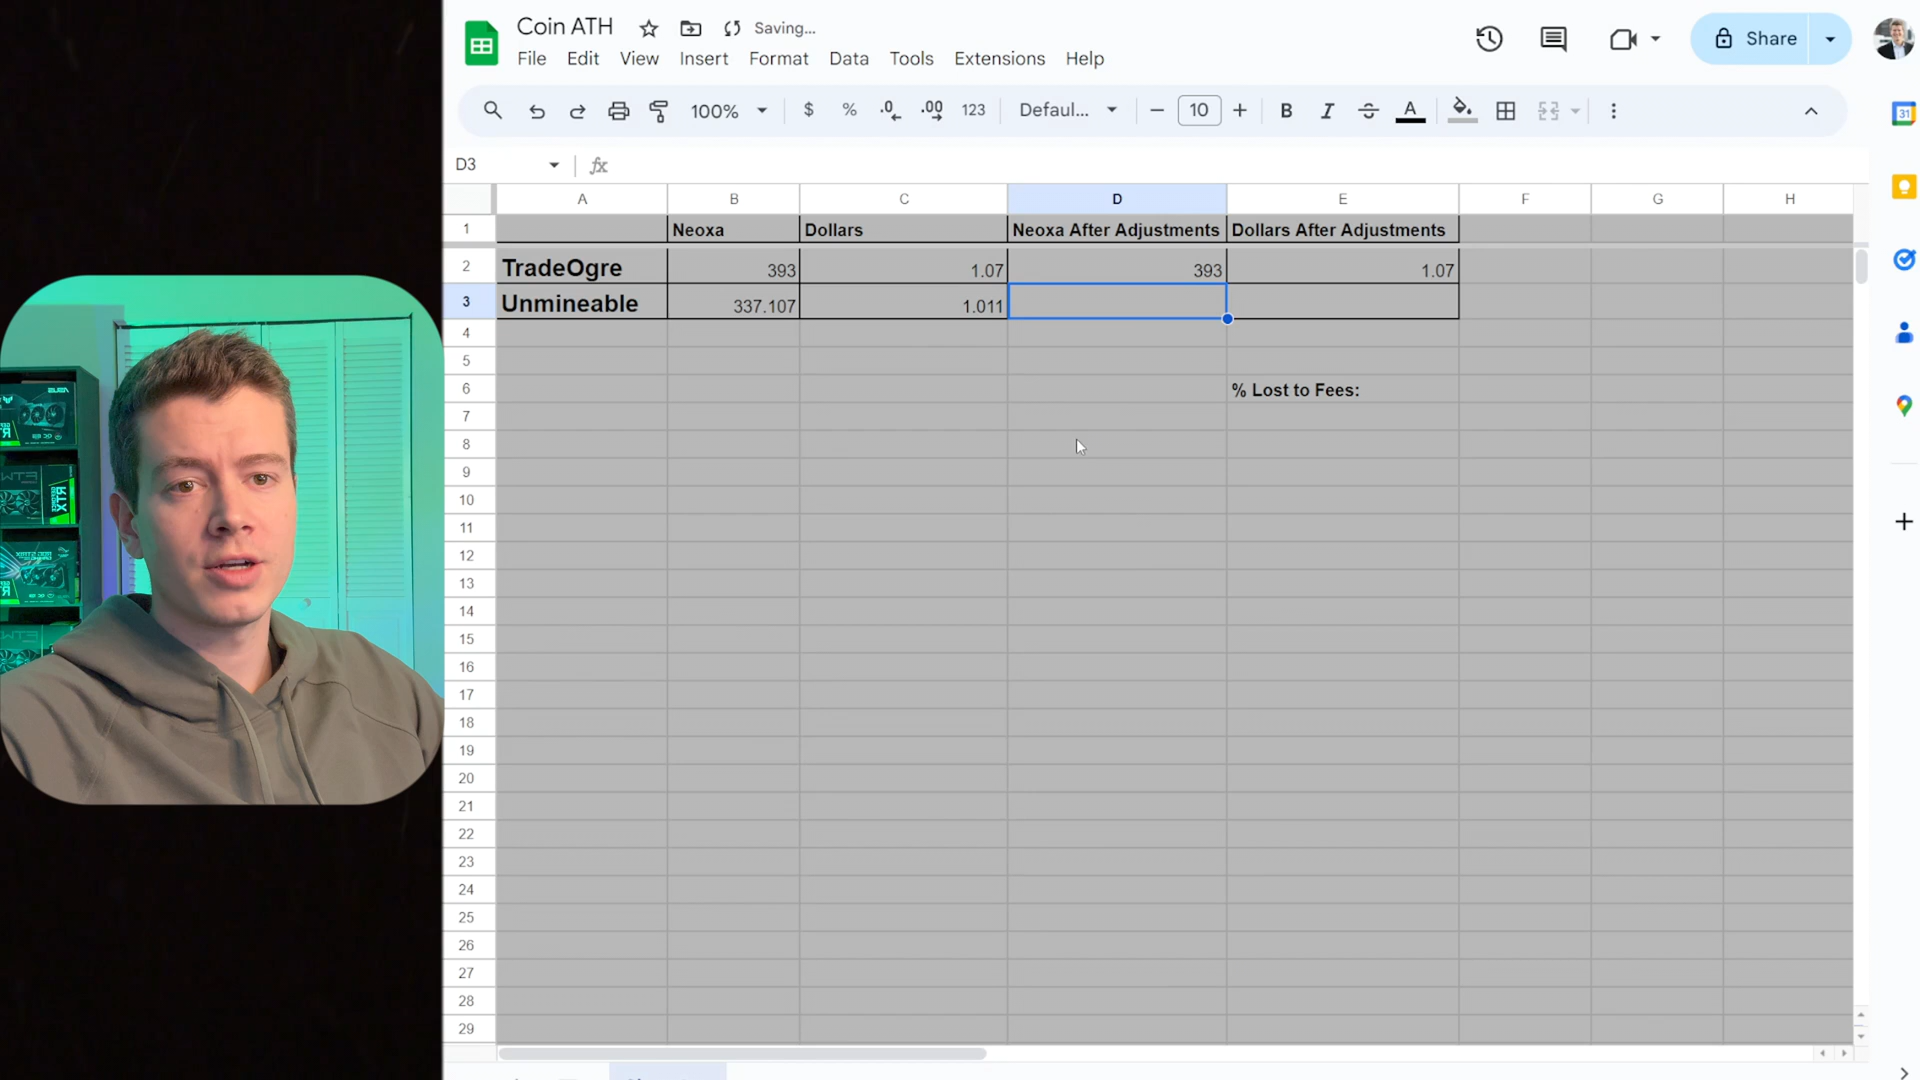 Coin ATH Saving...
File Edit View Insert Format Data Tools Extensions Help
Share
31
100% $ % .0 .00 123 Defaul... 10 B I A
D3 fx
A B C D E F G H
1 Neoxa Dollars Neoxa After Adjustments Dollars After Adjustments
2 TradeOgre 393 1.07 393 1.07
3 Unmineable 337.107 1.011
4
5
6 % Lost to Fees:
7
8
9
10
11
12
13
14
15
16
17
18
19
20
21
22
23
24
25
26
27
28
29
ASUS